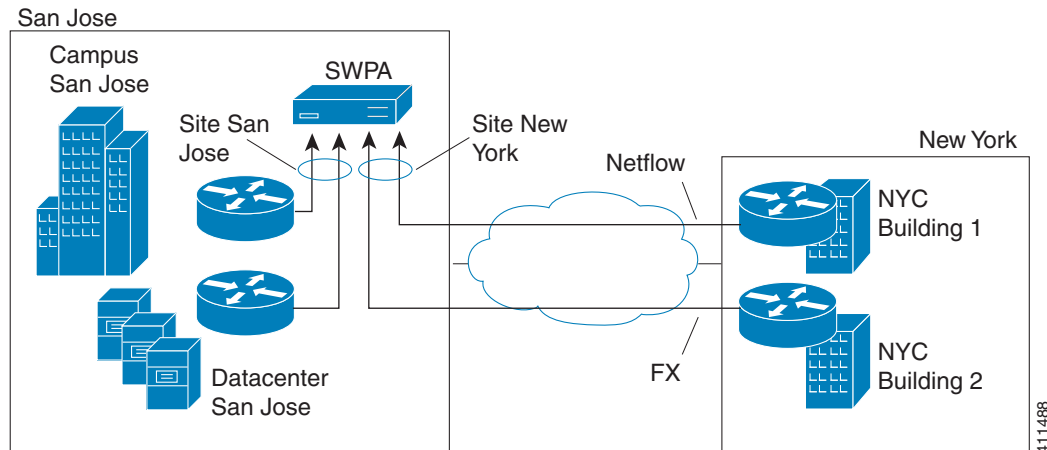 San Jose
Campus
San Jose
SWPA
Site San
Jose
Site New
York
Netflow
New York
NYC
Building 1
FX
NYC
Building 2
Datacenter
San Jose
411488